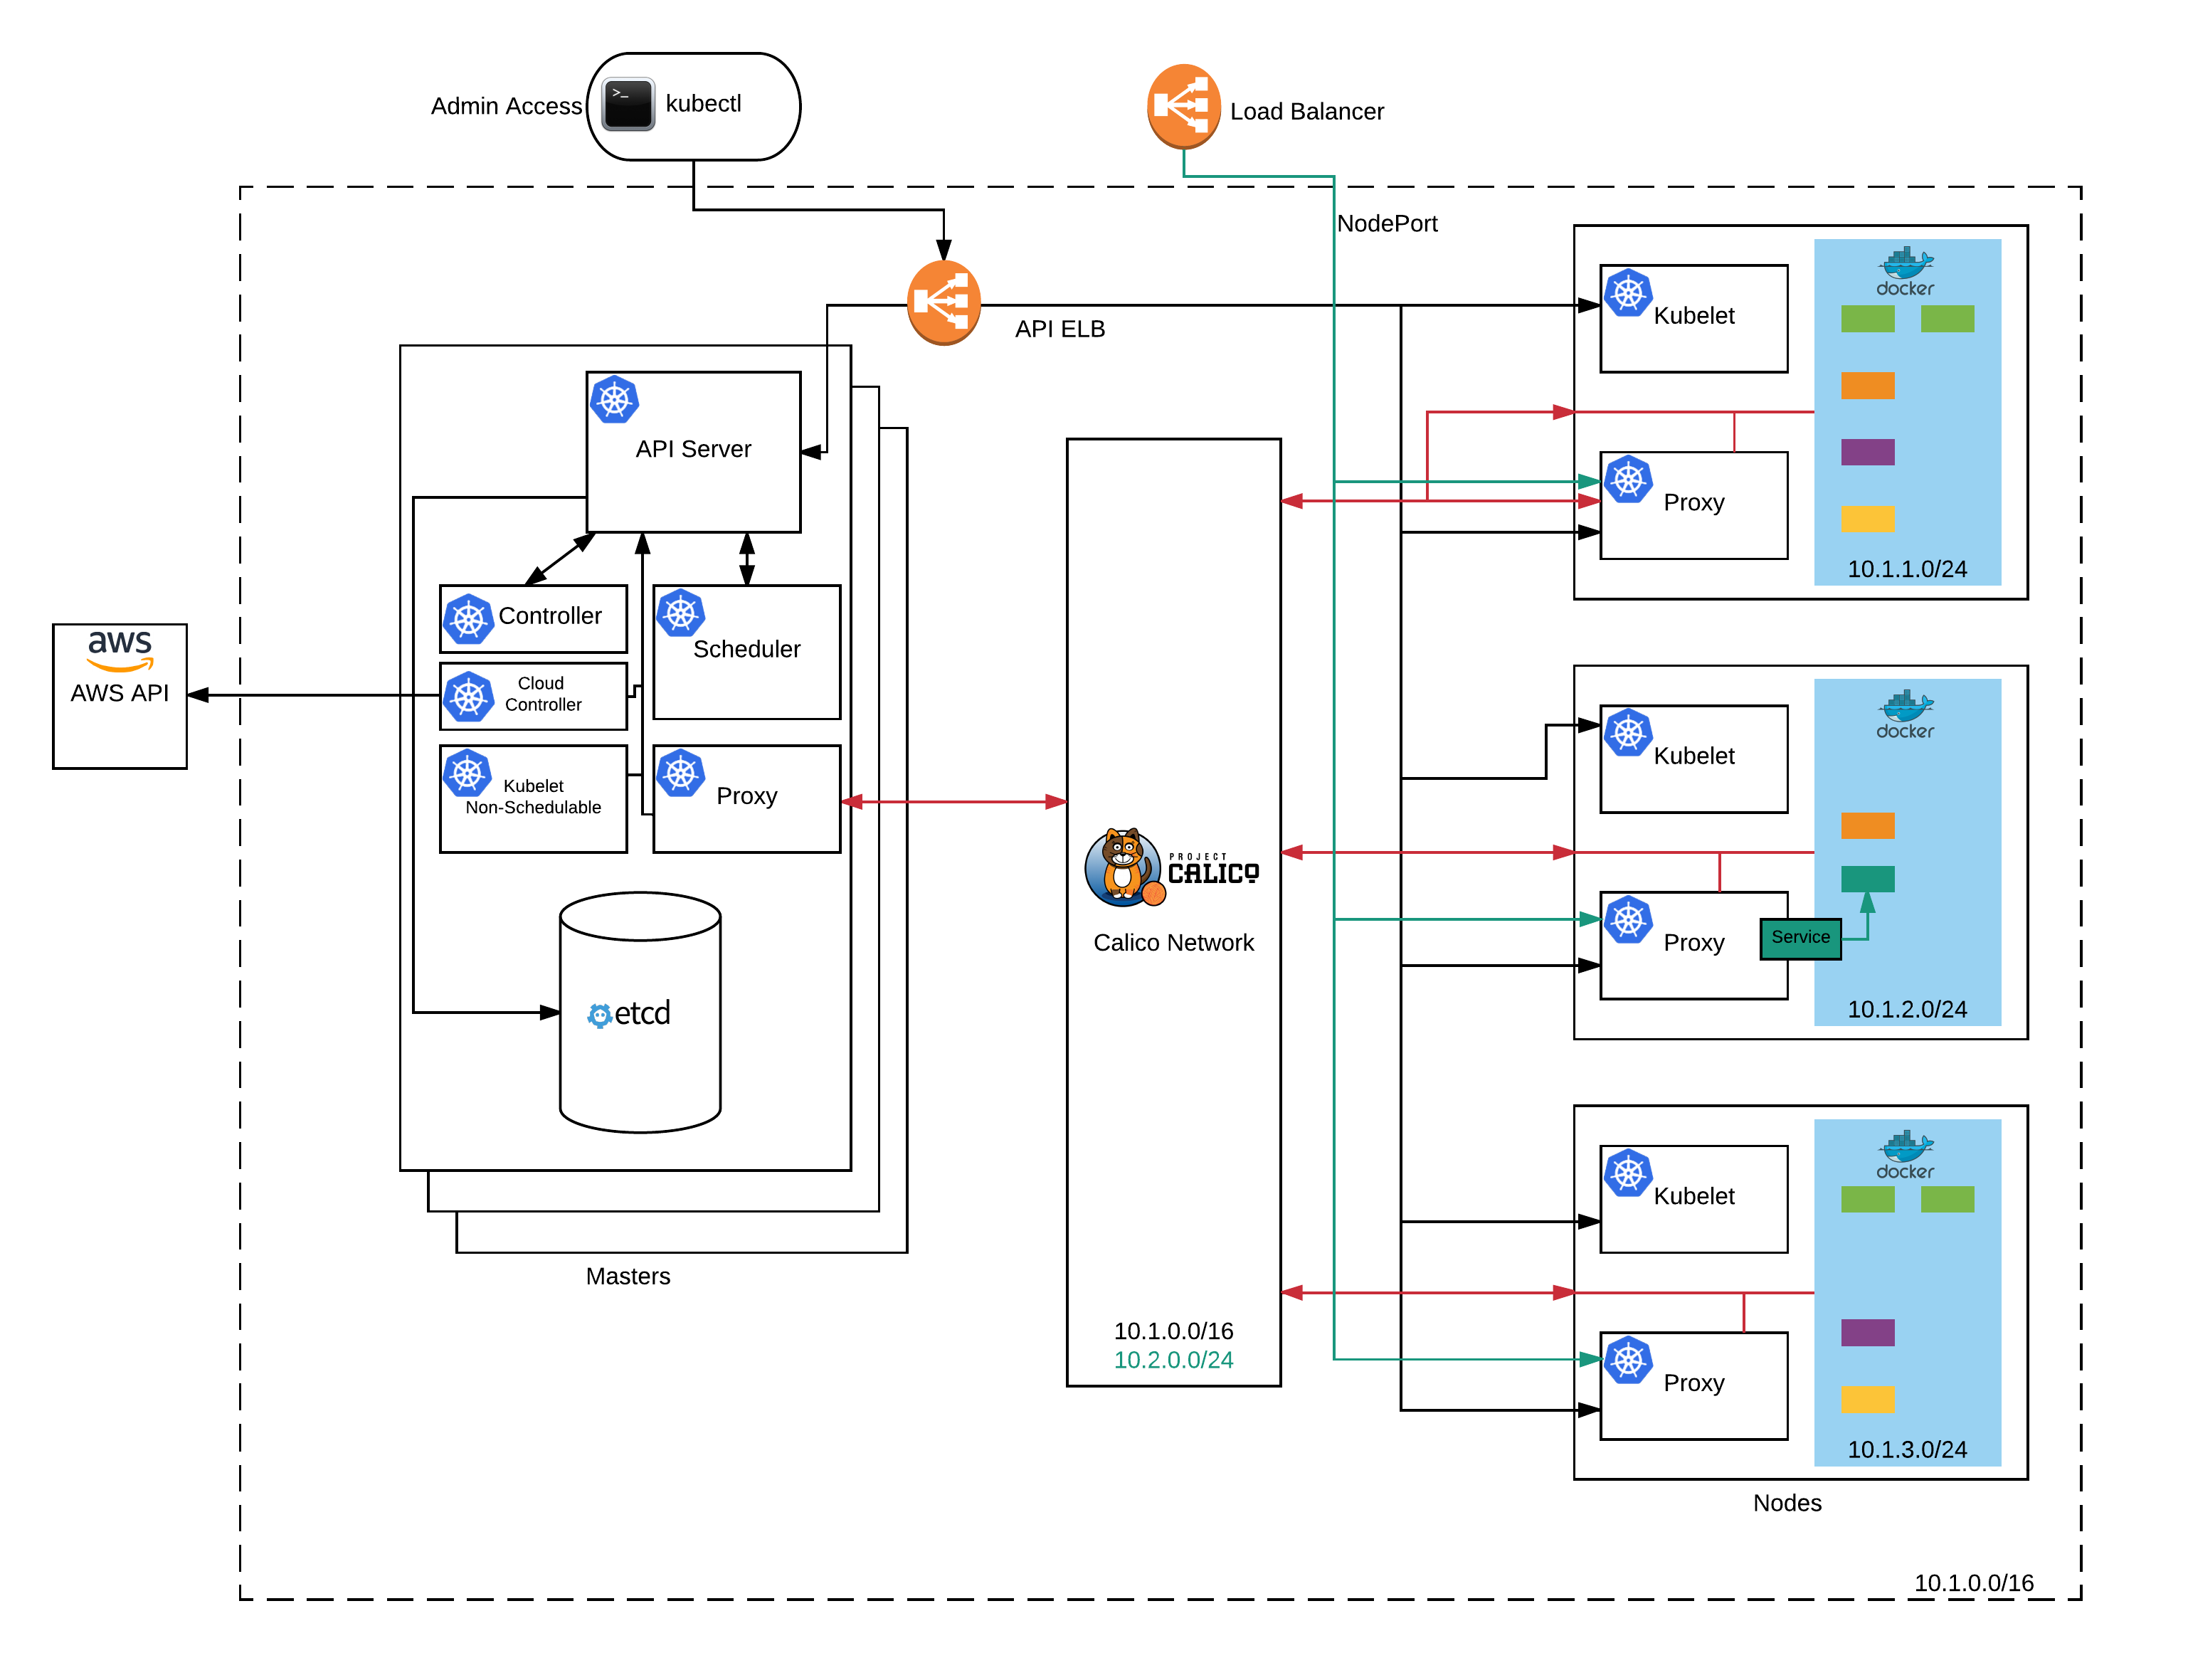 Admin Access
>_
kubectl
Load Balancer
NodePort
API ELB
API Server
Controller
Scheduler
Cloud
Controller
Kubelet
Non-Schedulable
Proxy
etcd
Masters
aws
AWS API
PROJECT
CALICO
Calico Network
10.1.0.0/16
10.2.0.0/24
Kubelet
Proxy
docker
10.1.1.0/24
Kubelet
Proxy
Service
docker
10.1.2.0/24
Kubelet
Proxy
docker
10.1.3.0/24
Nodes
10.1.0.0/16